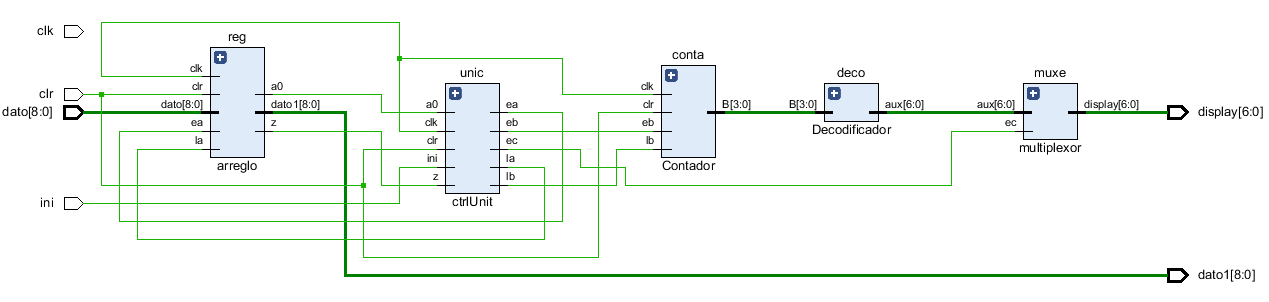 clk
clr
dato[8:0]
ini
reg
clk
clr
dato[8:0]
ea
la
a0
dato1[8:0]
z
arreglo
unic
a0
clk
clr
ini
z
ea
eb
ec
la
lb
ctrlUnit
conta
clk
clr
eb
lb
B[3:0]
Contador
deco
B[3:0]
aux[6:0]
Decodificador
muxe
aux[6:0]
ec
display[6:0]
multiplexor
display[6:0]
dato1[8:0]